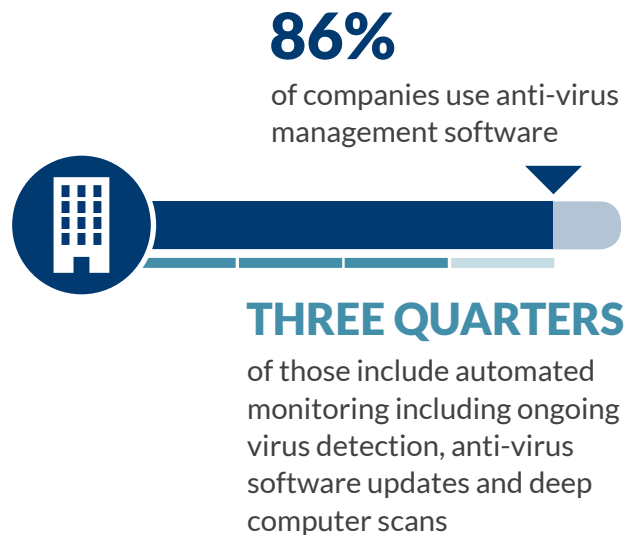 86%
of companies use anti-virus
management software
THREE QUARTERS
of those include automated
monitoring including ongoing
virus detection, anti-virus
software updates and deep
computer scans